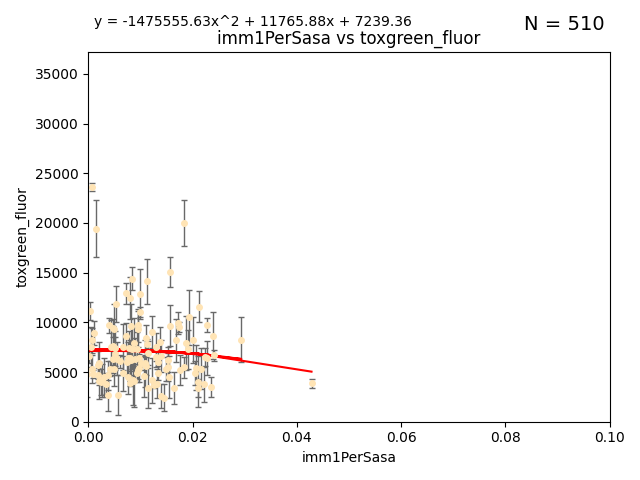 y = -1475555.63x^2 + 11765.88x + 7239.36
N = 510
imm1PerSasa vs toxgreen_fluor
35000
30000
25000
20000
15000
10000
5000
0
toxgreen_fluor
0.00 0.02 0.04 0.06 0.08 0.10
imm1PerSasa